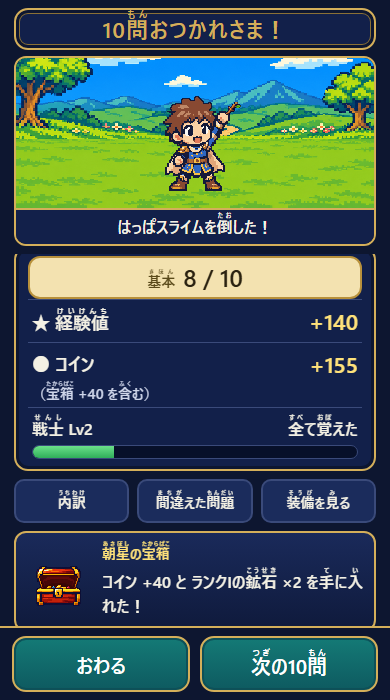 10問おつかれさま！
はっぱスライムを倒した！
基本 8 / 10
★ 経験値 +140
● コイン +155
（宝箱 +40 を含む）
戦士 Lv2 全て覚えた
内訳 間違えた問題 装備を見る
朝星の宝箱
コイン +40 と ランクIの鉱石 ×2 を手に入
れた！
おわる 次の10問